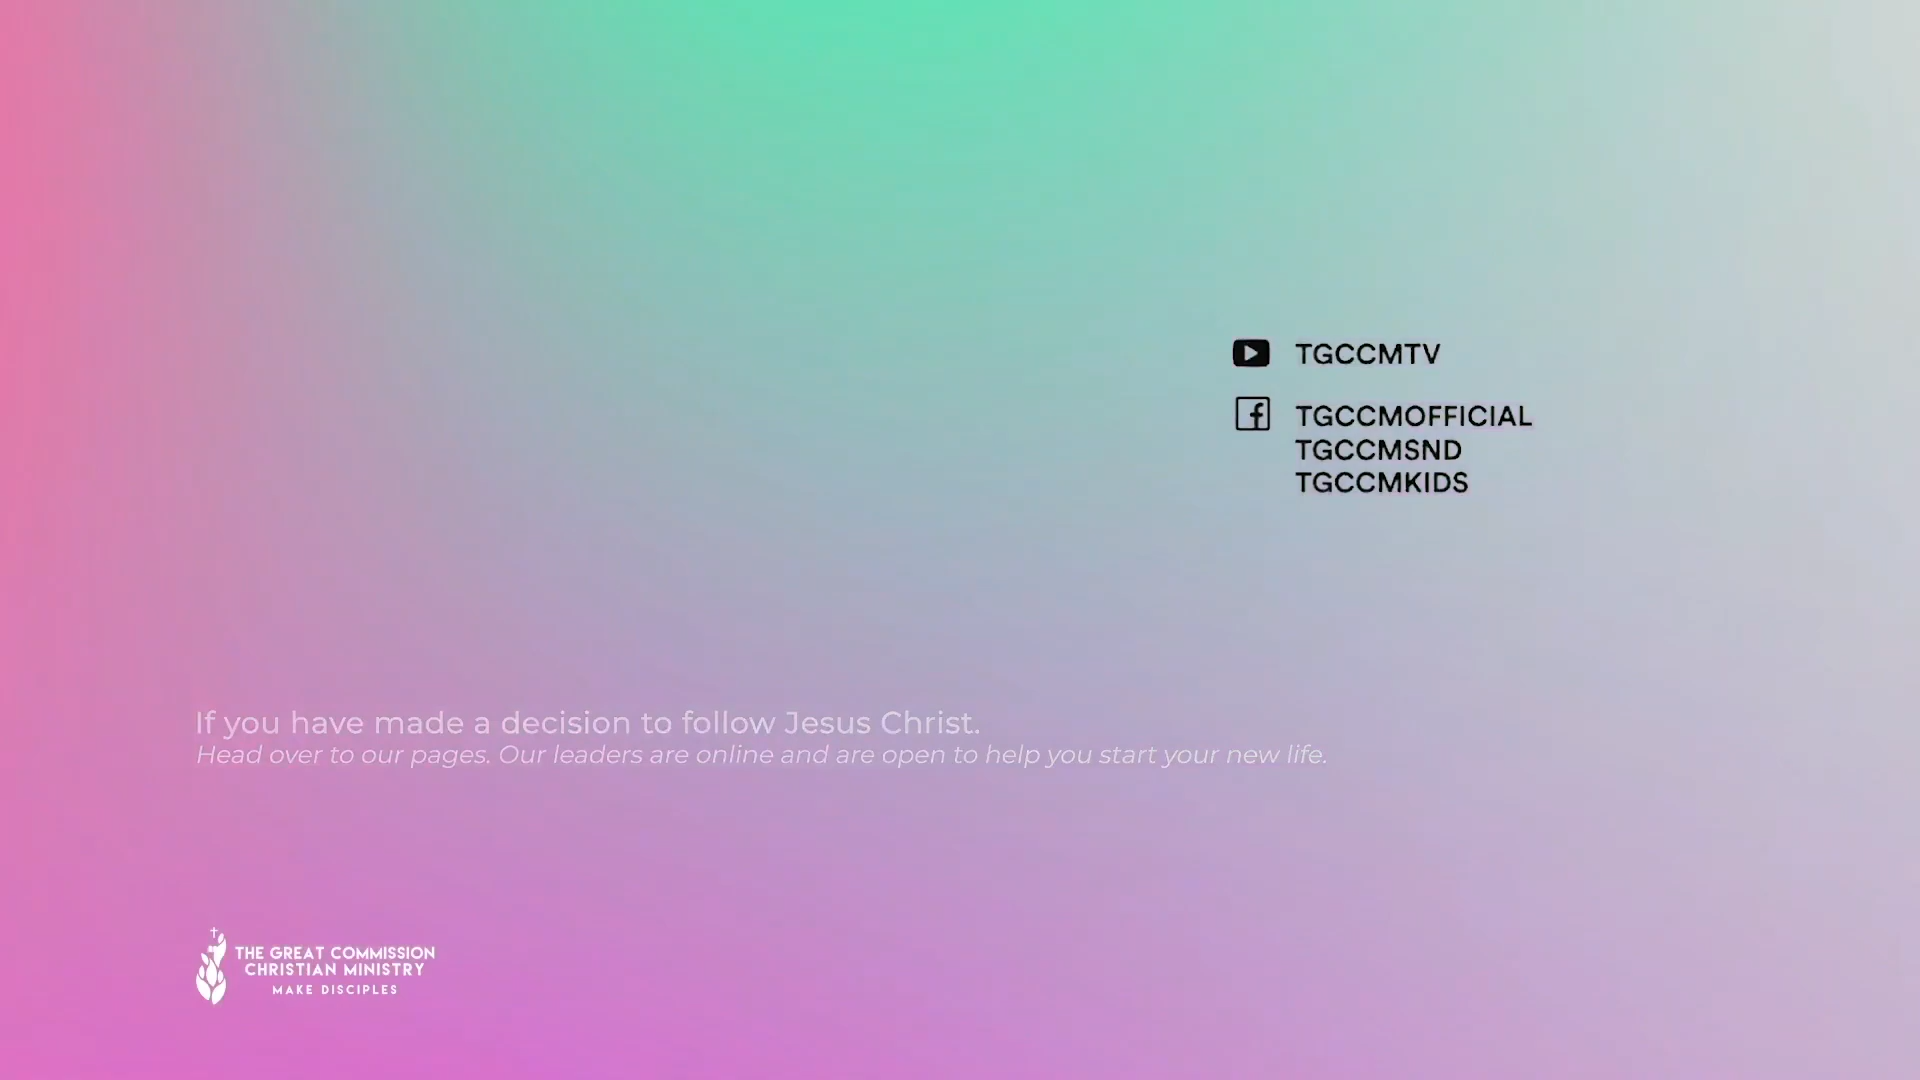 TGCCMTV
TGCCMOFFICIAL
TGCCMSND
TGCCMKIDS
If you have made a decision to follow Jesus Christ.
Head over to our pages. Our leaders are online and are open to help you start your new life.
THE GREAT COMMISSION
CHRISTIAN MINISTRY
MAKE DISCIPLES